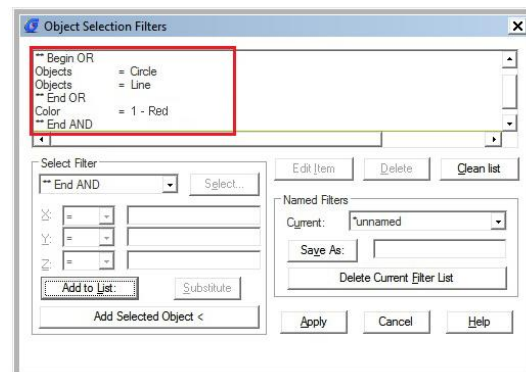 Object Selection Filters
** Begin OR
Objects = Circle
Objects = Line
** End OR
Color = 1 - Red
** End AND
Select Filter
** End AND
Select...
X: =
Y: =
Z: =
Add to List:
Substitute
Add Selected Object <
Edit Item
Delete
Clean list
Named Filters
Current: *unnamed
Save As:
Delete Current Filter List
Apply
Cancel
Help